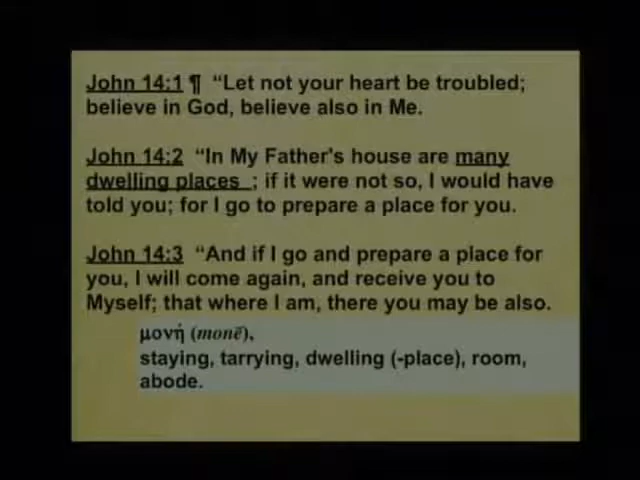 John 14:1 ¶ “Let not your heart be troubled;
believe in God, believe also in Me.
John 14:2 “In My Father's house are many
dwelling places ; if it were not so, I would have
told you; for I go to prepare a place for you.
John 14:3 “And if I go and prepare a place for
you, I will come again, and receive you to
Myself; that where I am, there you may be also.
μονή (monē),
staying, tarrying, dwelling (-place), room,
abode.